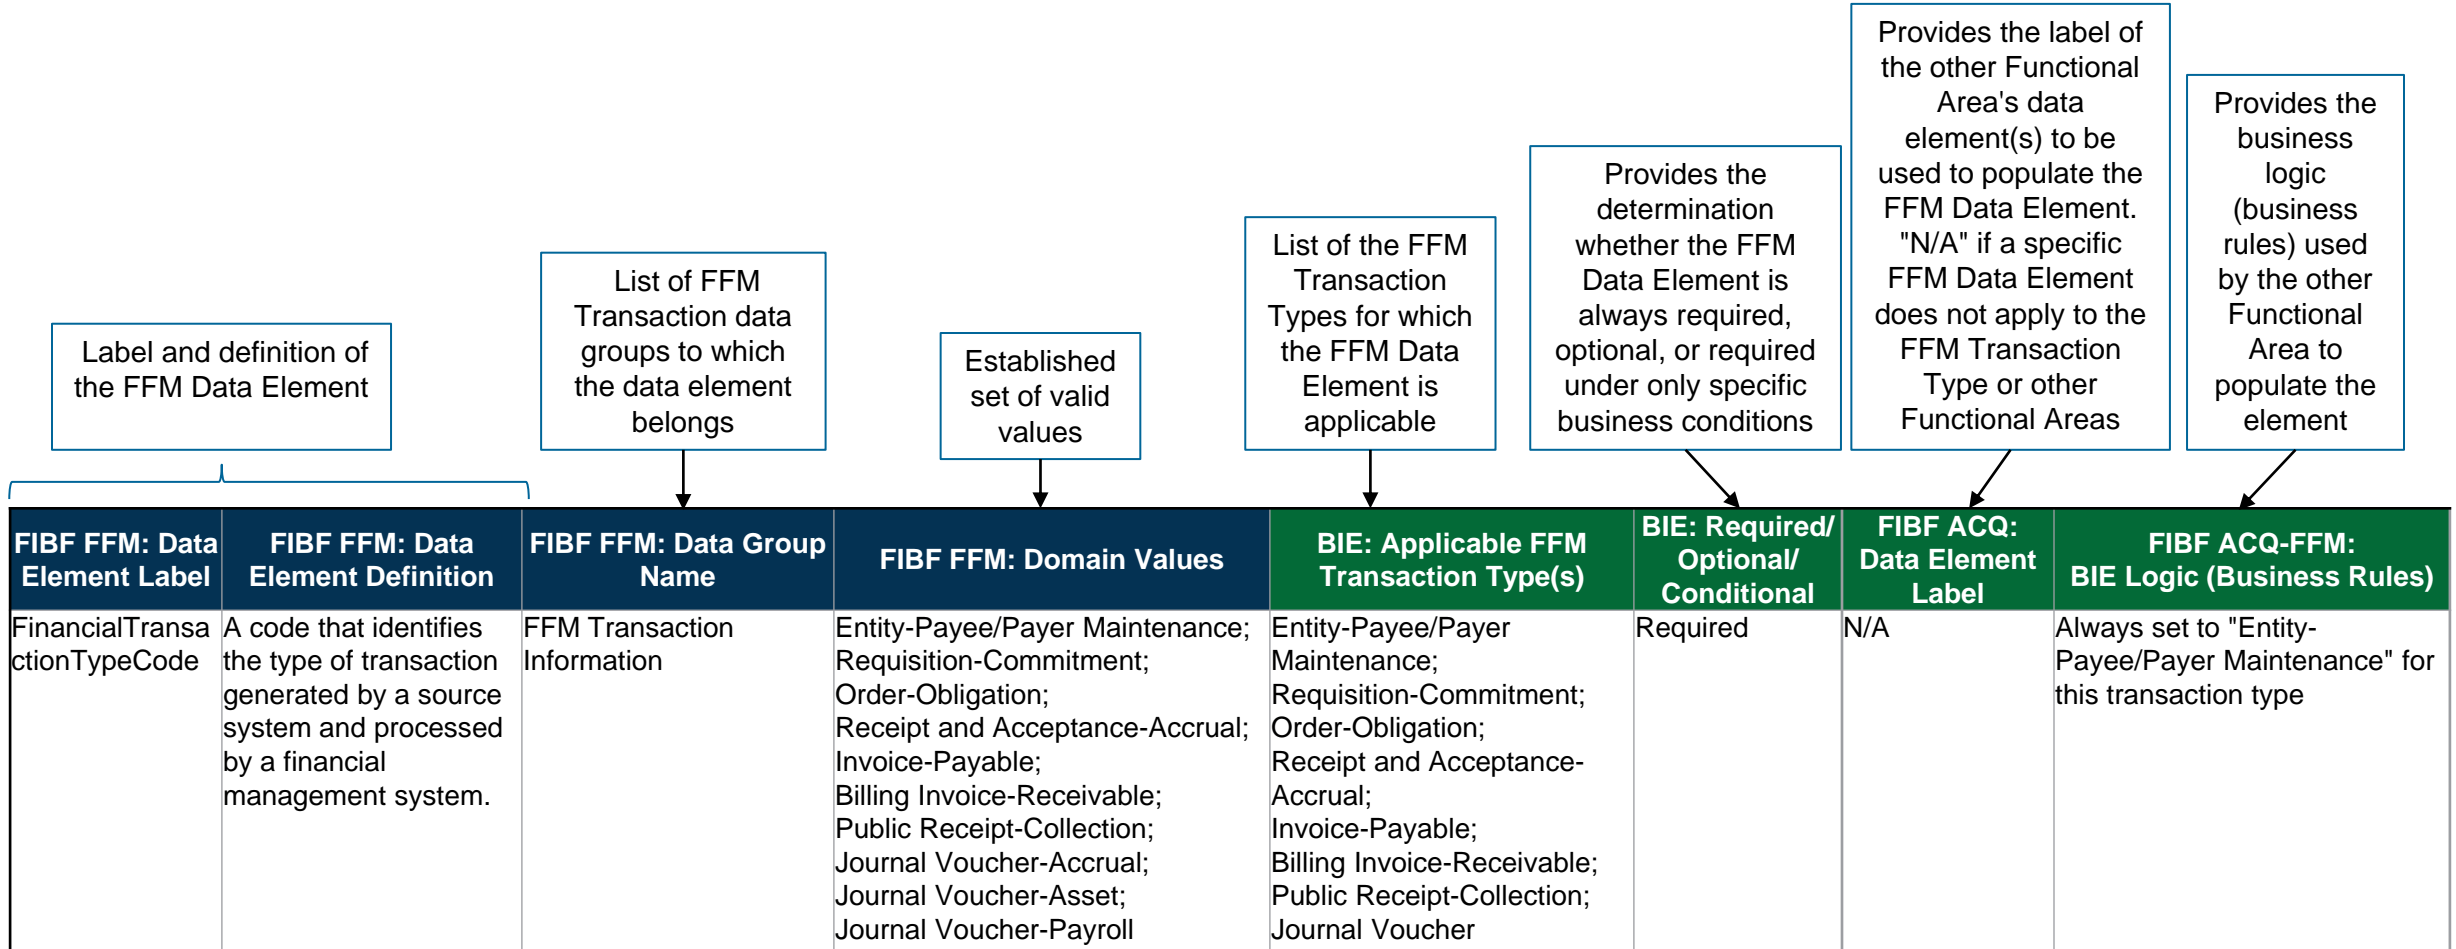 Label and definition of
the FFM Data Element
List of FFM
Transaction data
groups to which
the data element
belongs
Established
set of valid
values
List of the FFM
Transaction
Types for which
the FFM Data
Element is
applicable
Provides the
determination
whether the FFM
Data Element is
always required,
optional, or required
under only specific
business conditions
Provides the label of
the other Functional
Area's data
element(s) to be
used to populate the
FFM Data Element.
"N/A" if a specific
FFM Data Element
does not apply to the
FFM Transaction
Type or other
Functional Areas
Provides the
business
logic
(business
rules) used
by the other
Functional
Area to
populate the
element
FIBF FFM: Data
Element Label
FIBF FFM: Data
Element Definition
FIBF FFM: Data Group
Name
FIBF FFM: Domain Values
BIE: Applicable FFM
Transaction Type(s)
BIE: Required/
Optional/
Conditional
FIBF ACQ:
Data Element
Label
FIBF ACQ-FFM:
BIE Logic (Business Rules)
FinancialTransa
ctionTypeCode
A code that identifies
the type of transaction
generated by a source
system and processed
by a financial
management system.
FFM Transaction
Information
Entity-Payee/Payer Maintenance;
Requisition-Commitment;
Order-Obligation;
Receipt and Acceptance-Accrual;
Invoice-Payable;
Billing Invoice-Receivable;
Public Receipt-Collection;
Journal Voucher-Accrual;
Journal Voucher-Asset;
Journal Voucher-Payroll
Entity-Payee/Payer
Maintenance;
Requisition-Commitment;
Order-Obligation;
Receipt and Acceptance-
Accrual;
Invoice-Payable;
Billing Invoice-Receivable;
Public Receipt-Collection;
Journal Voucher
Required
N/A
Always set to "Entity-
Payee/Payer Maintenance" for
this transaction type